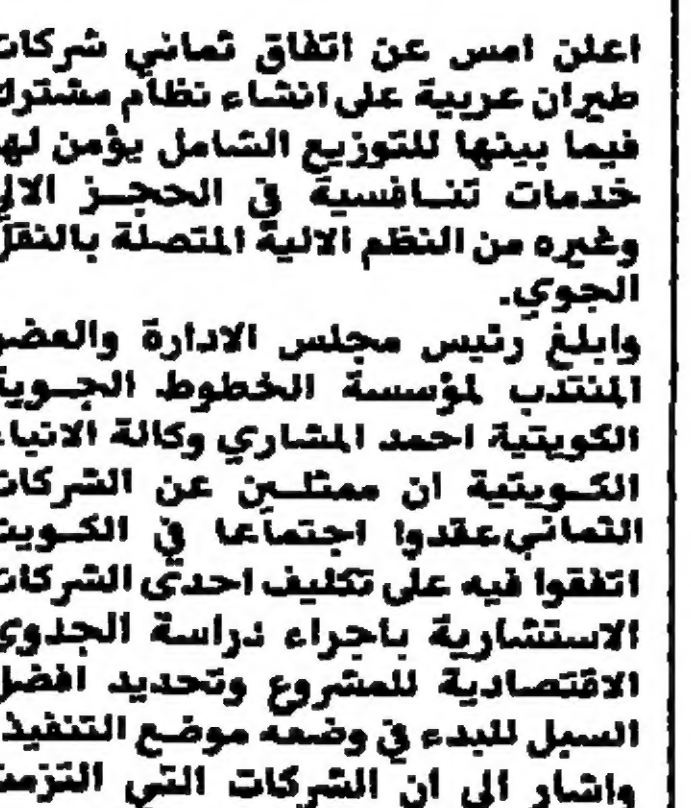 اعلن امس عن اتفاق ثماني شركات
طيران عربية على انشاء نظام مشترك
فيما بينها للتوزيع الشامل يؤمن لها
خدمات تنافسية في الحجز الالي
وغيره من النظم الالية المتصلة بالنقل
الجوي.
وابلغ رئيس مجلس الادارة والعضو
المنتدب لمؤسسة الخطوط الجوية
الكويتية احمد المشاري وكالة الانباء
الكويتية ان ممثلين عن الشركات
الثماني عقدوا اجتماعا في الكويت
اتفقوا فيه على تكليف احدى الشركات
الاستشارية باجراء دراسة الجدوى
الاقتصادية للمشروع وتحديد افضل
السبل للبدء في وضعه موضع التنفيذ
واشار الى ان الشركات التي التزمت